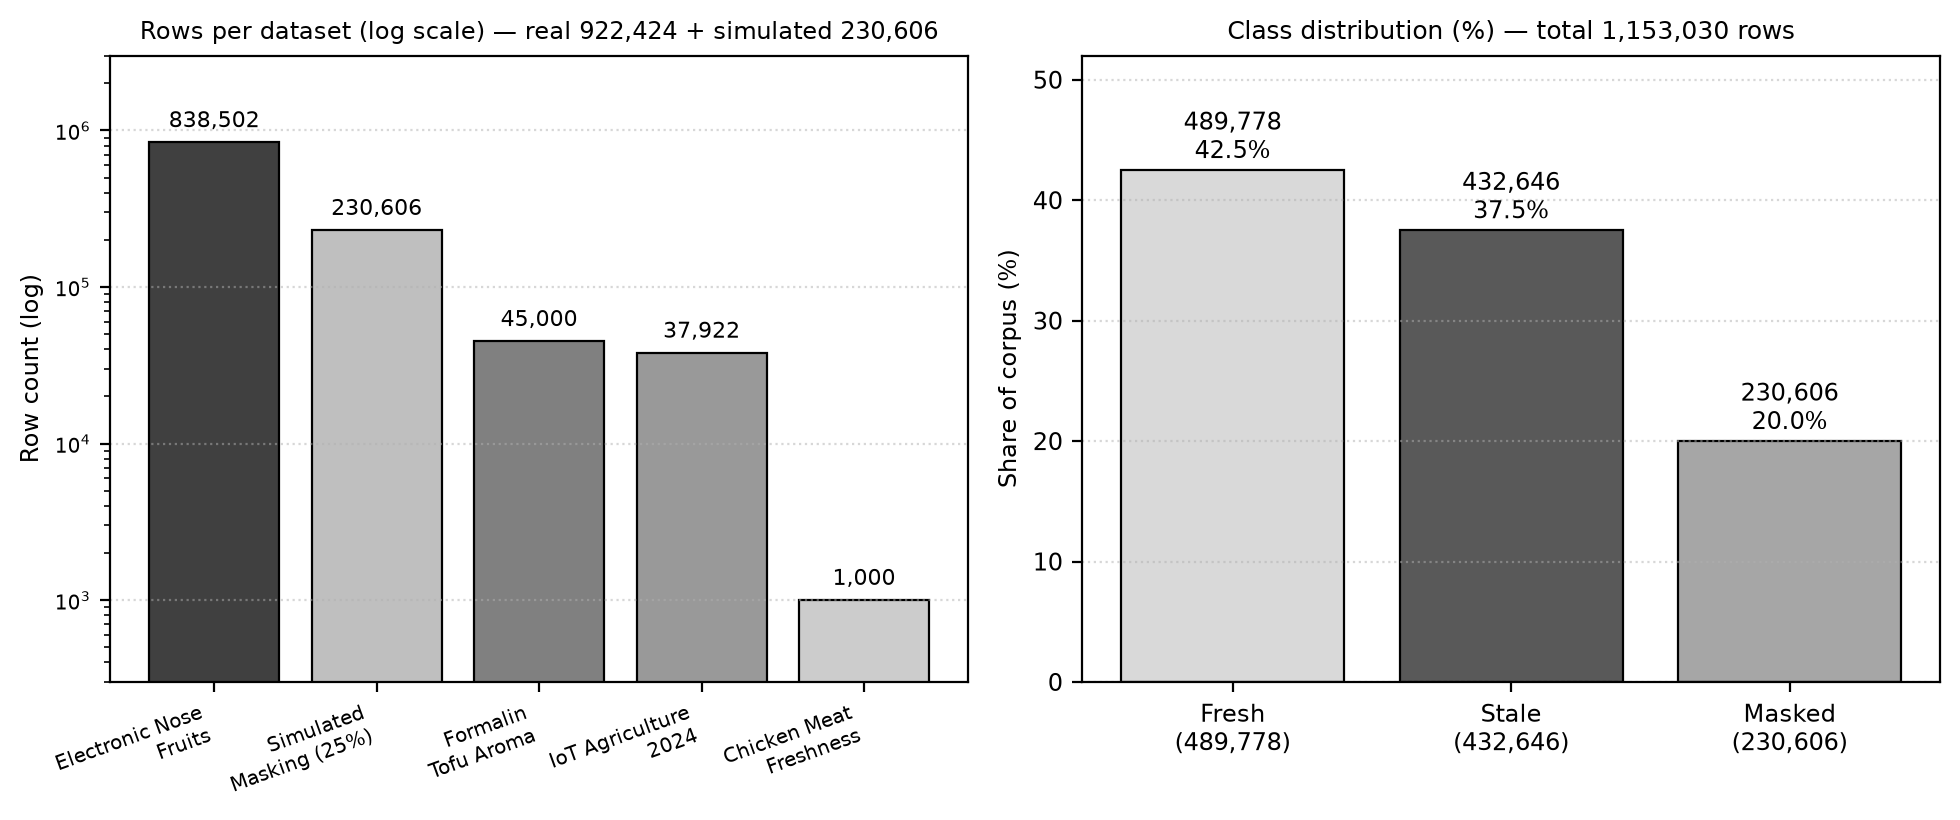 Rows per dataset (log scale) — real 922,424 + simulated 230,606
Row count (log)
10⁶
10⁵
10⁴
10³
838,502
230,606
45,000
37,922
1,000
Electronic Nose
Fruits
Simulated
Masking (25%)
Formalin
Tofu Aroma
IoT Agriculture
2024
Chicken Meat
Freshness
Class distribution (%) — total 1,153,030 rows
Share of corpus (%)
50
40
30
20
10
0
489,778
42.5%
432,646
37.5%
230,606
20.0%
Fresh
(489,778)
Stale
(432,646)
Masked
(230,606)